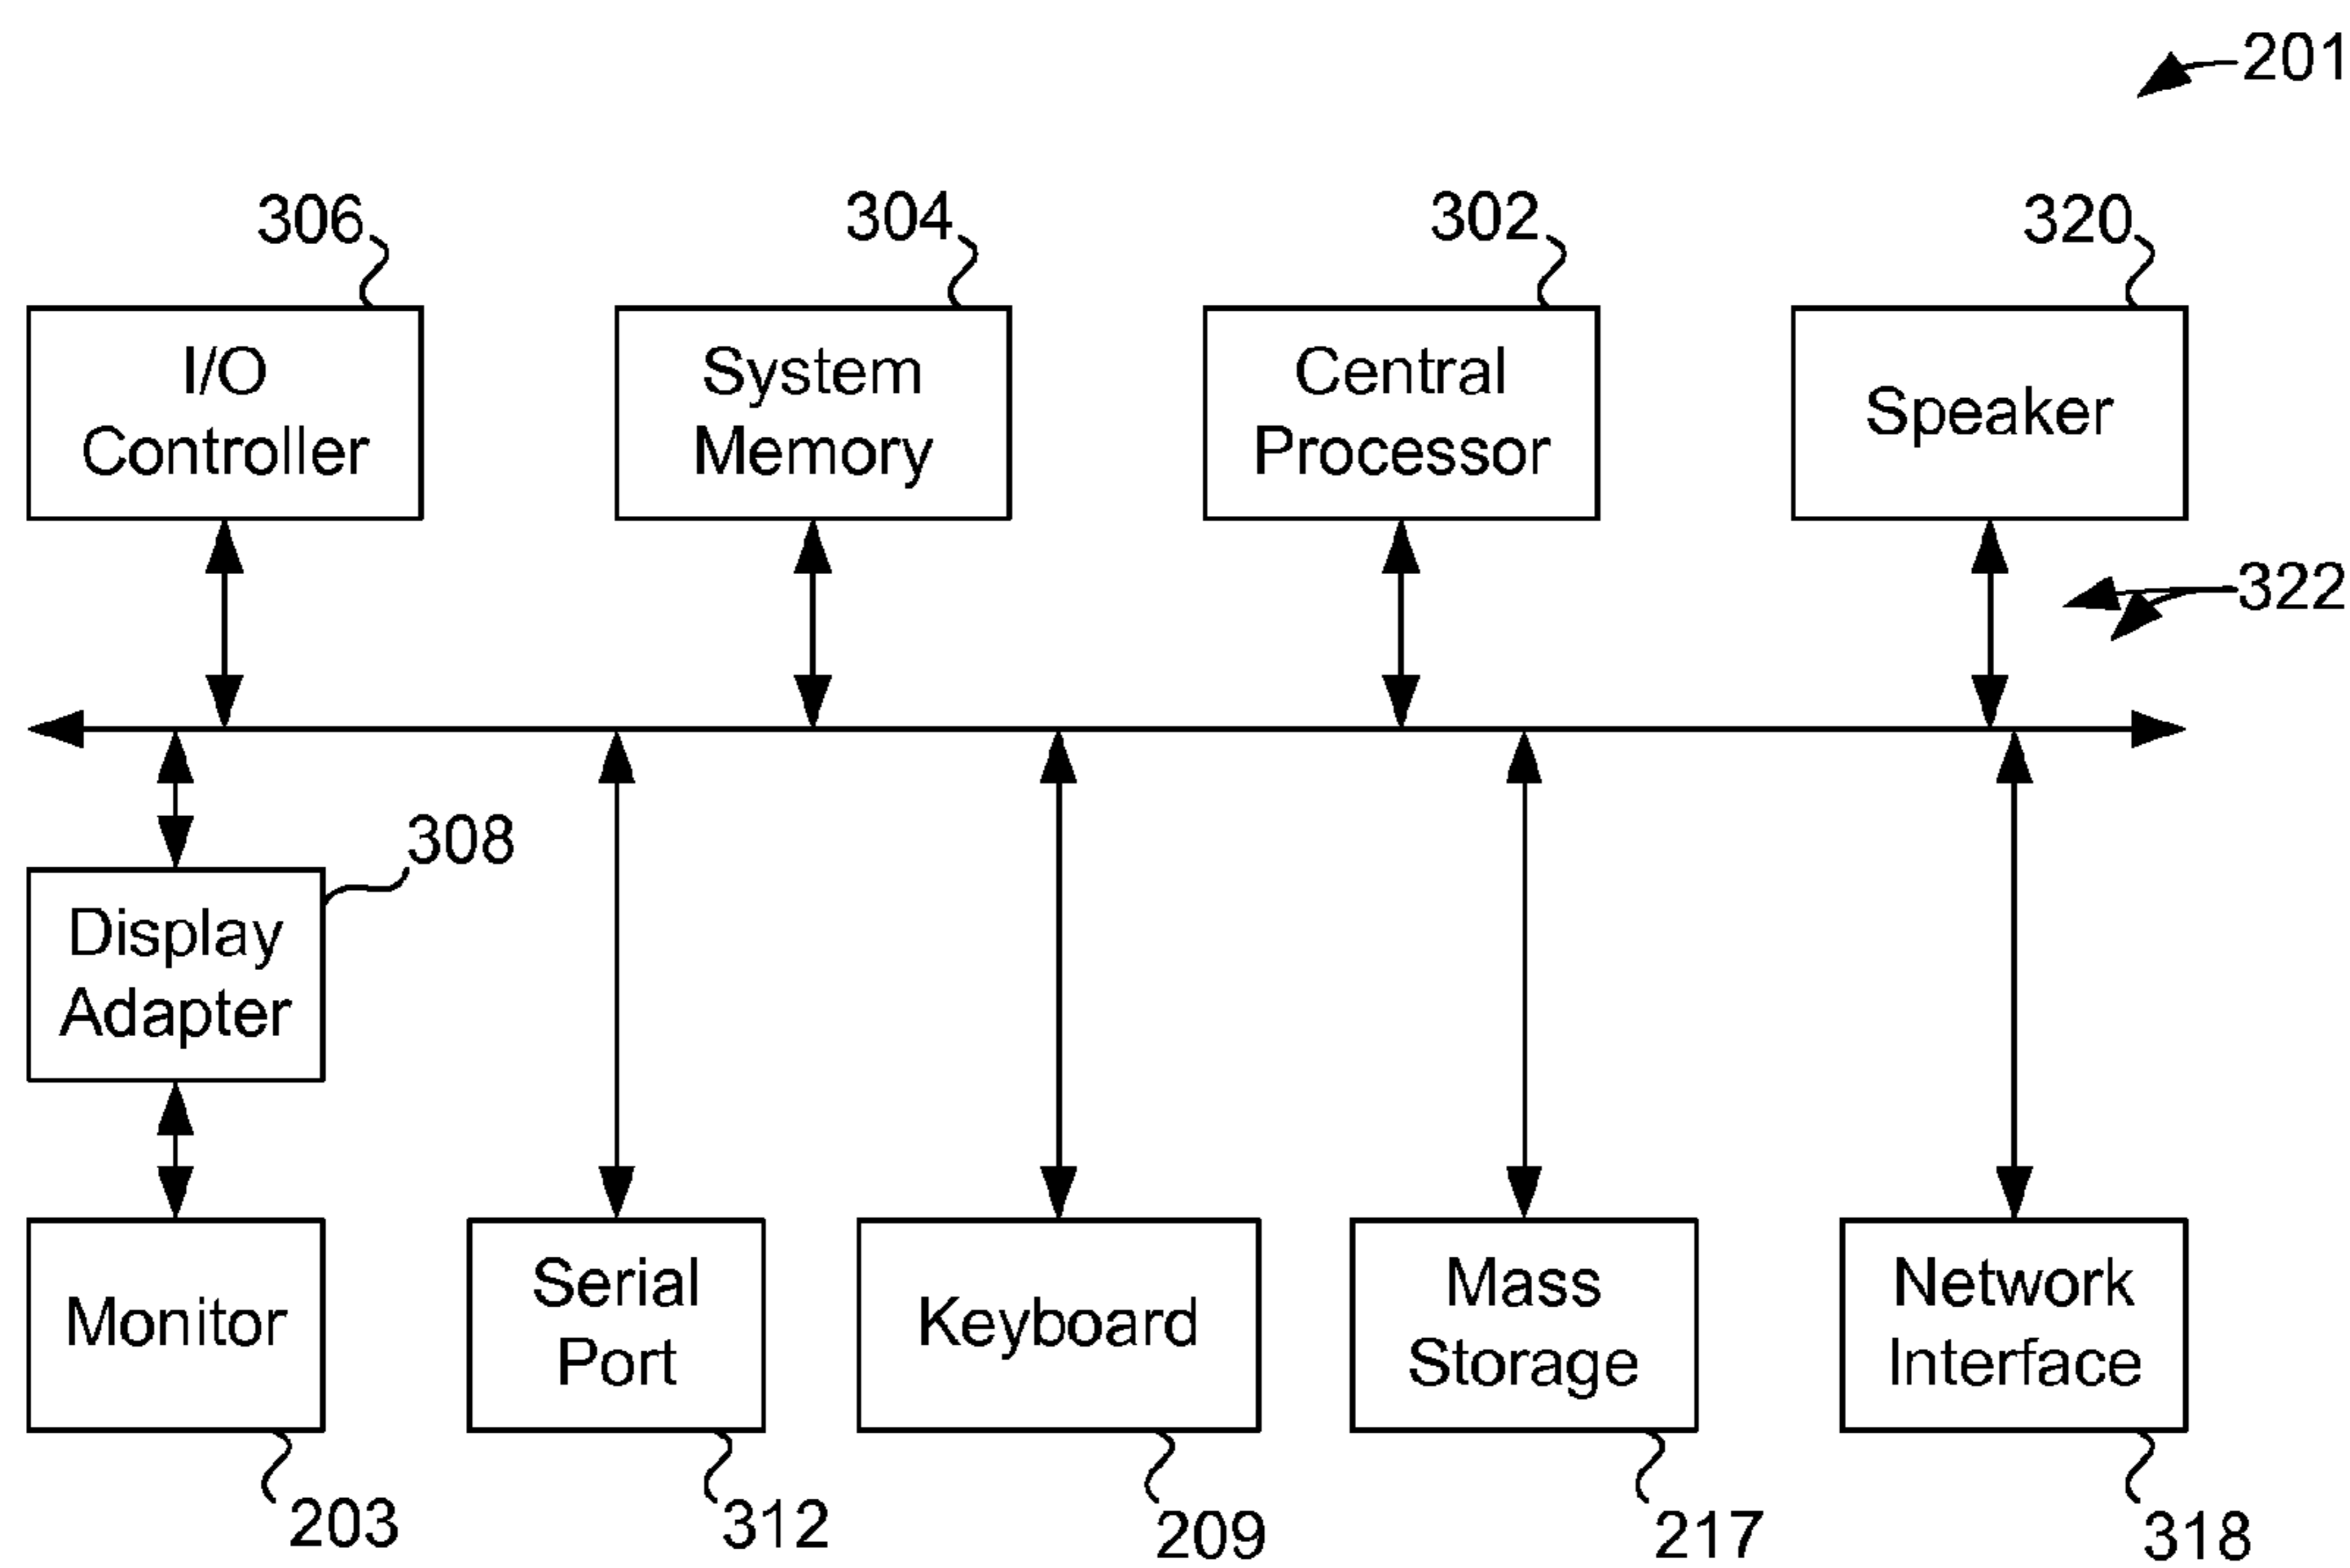 201
306
304
302
320
I/O
Controller
System
Memory
Central
Processor
Speaker
322
308
Display
Adapter
Monitor
Serial
Port
Keyboard
Mass
Storage
Network
Interface
203
312
209
217
318